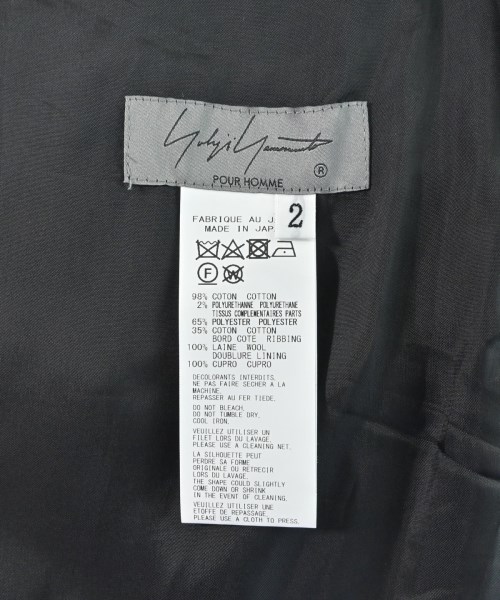 Yohji Yamamoto
®
POUR HOMME
2
FABRIQUE AU J
MADE IN JAP
F
W
98% COTON COTTON
2% POLYURETHANNE POLYURETHANE
TISSUS COMPLEMENTAIRES PARTS
65% POLYESTER POLYESTER
35% COTON COTTON
BORD COTE RIBBING
100% LAINE WOOL
DOUBLURE LINING
100% CUPRO CUPRO
DECOLORANTS INTERDITS.
NE PAS FAIRE SECHER A LA
MACHINE.
REPASSER AU FER TIEDE.
DO NOT BLEACH.
DO NOT TUMBLE DRY.
COOL IRON.
VEUILLEZ UTILISER UN
FILET LORS DU LAVAGE.
PLEASE USE A CLEANING NET.
LA SILHOUETTE PEUT
PERDRE SA FORME
ORIGINALE OU RETRECIR
LORS DU LAVAGE.
THE SHAPE COULD SLIGHTLY
COME DOWN OR SHRINK
IN THE EVENT OF CLEANING.
VEUILLEZ UTILISER UNE
ETOFFE DE REPASSAGE.
PLEASE USE A CLOTH TO PRESS.